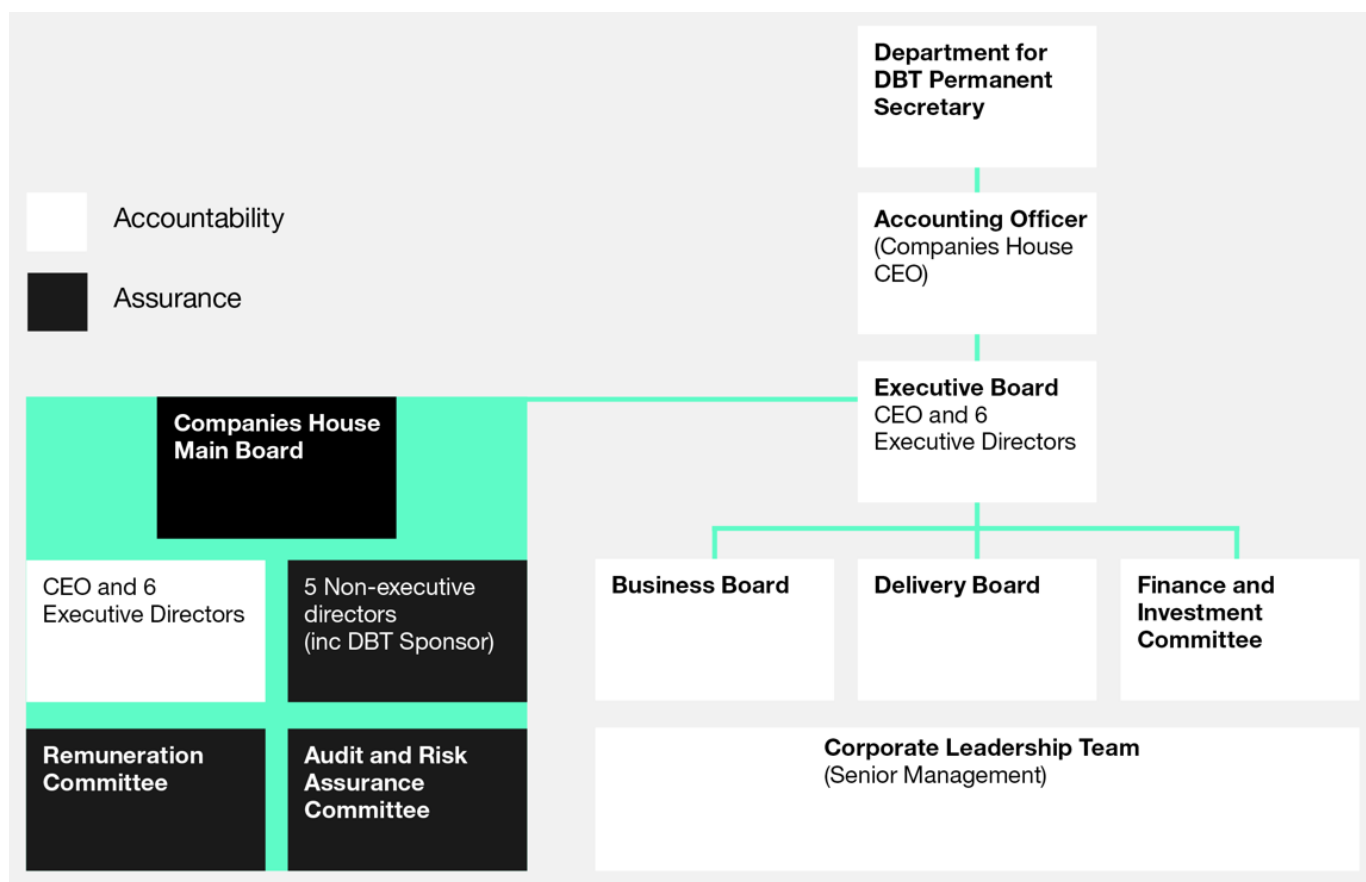 Department for
DBT Permanent
Secretary
Accountability
Accounting Officer
(Companies House
CEO)
Assurance
Executive Board
CEO and 6
Executive Directors
Companies House
Main Board
CEO and 6
Executive Directors
5 Non-executive
directors
(inc DBT Sponsor)
Business Board
Delivery Board
Finance and
Investment
Committee
Remuneration
Committee
Audit and Risk
Assurance
Committee
Corporate Leadership Team
(Senior Management)